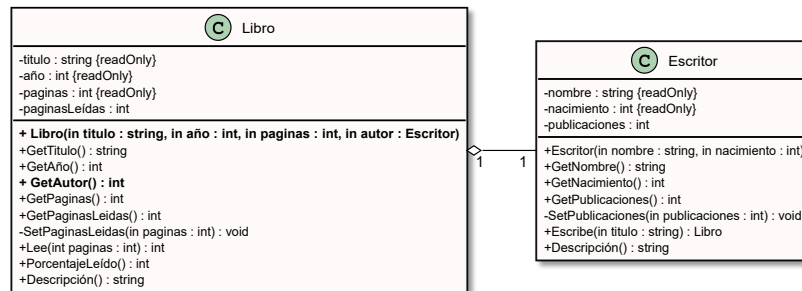 C Libro
-titulo : string {readOnly}
-año : int {readOnly}
-paginas : int {readOnly}
-paginasLeídas : int
+ Libro(in titulo : string, in año : int, in paginas : int, in autor : Escritor)
+GetTitulo() : string
+GetAño() : int
+ GetAutor() : int
+GetPaginas() : int
+GetPaginasLeidas() : int
-SetPaginasLeidas(in paginas : int) : void
+Lee(int paginas : int) : int
+PorcentajeLeído() : int
+Descripción() : string
1 1
C Escritor
-nombre : string {readOnly}
-nacimiento : int {readOnly}
-publicaciones : int
+Escritor(in nombre : string, in nacimiento : int)
+GetNombre() : string
+GetNacimiento() : int
+GetPublicaciones() : int
-SetPublicaciones(in publicaciones : int) : void
+Escribe(in titulo : string) : Libro
+Descripción() : string